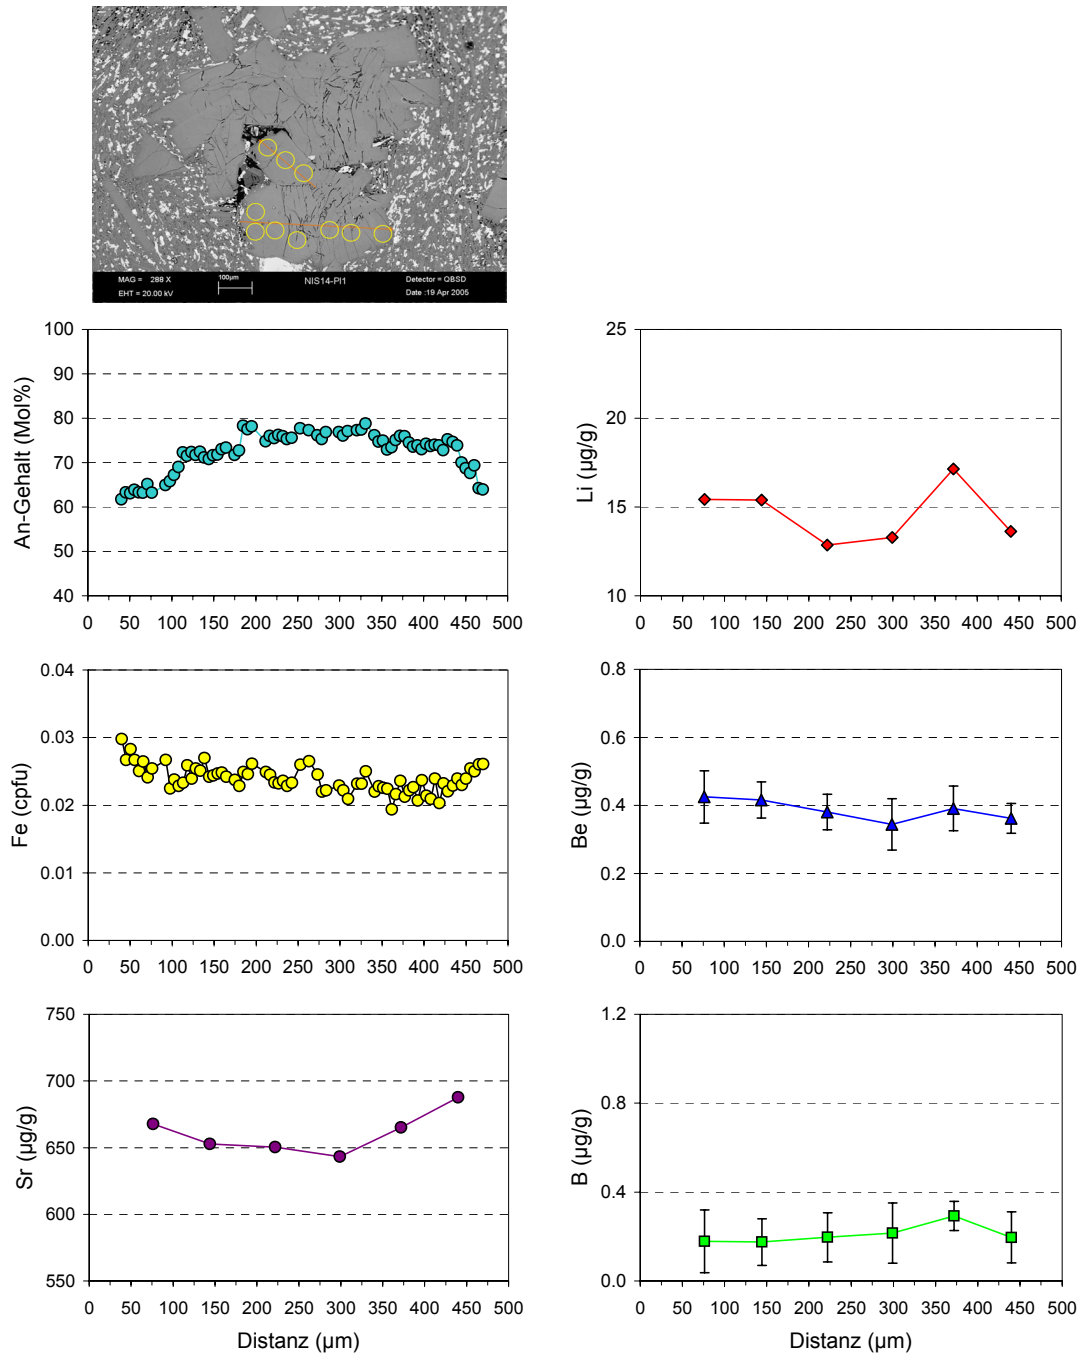 MAG = 288 X
100µm
NIS14-Pl1
Detector = QBSD
EHT = 20.00 kV
Date :19 Apr 2005
An-Gehalt (Mol%)
100
90
80
70
60
50
40
0 50 100 150 200 250 300 350 400 450 500
Li (µg/g)
25
20
15
10
0 50 100 150 200 250 300 350 400 450 500
Fe (cpfu)
0.04
0.03
0.02
0.01
0.00
0 50 100 150 200 250 300 350 400 450 500
Be (µg/g)
0.8
0.6
0.4
0.2
0.0
0 50 100 150 200 250 300 350 400 450 500
Sr (µg/g)
750
700
650
600
550
0 50 100 150 200 250 300 350 400 450 500
Distanz (µm)
B (µg/g)
1.2
0.8
0.4
0.0
0 50 100 150 200 250 300 350 400 450 500
Distanz (µm)